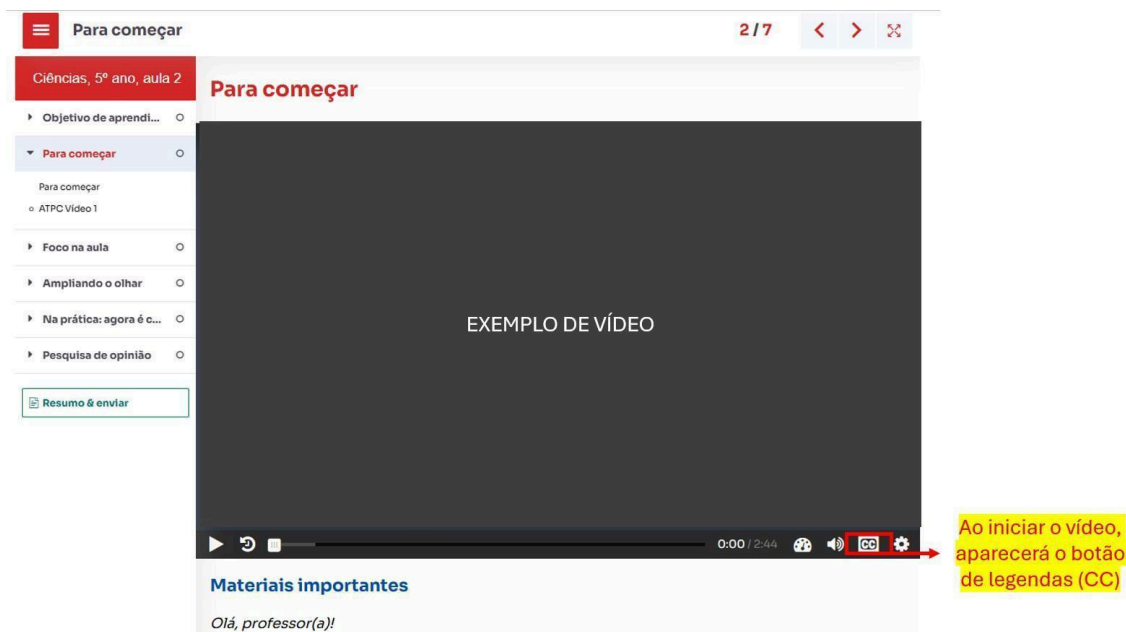 Para começar
2 / 7
Ciências, 5º ano, aula 2
Objetivo de aprendi...
Para começar
Para começar
ATPC Vídeo 1
Foco na aula
Ampliando o olhar
Na prática: agora é c...
Pesquisa de opinião
Resumo & enviar
Para começar
EXEMPLO DE VÍDEO
0:00 / 2:44
CC
Ao iniciar o vídeo,
aparecerá o botão
de legendas (CC)
Materiais importantes
Olá, professor(a)!